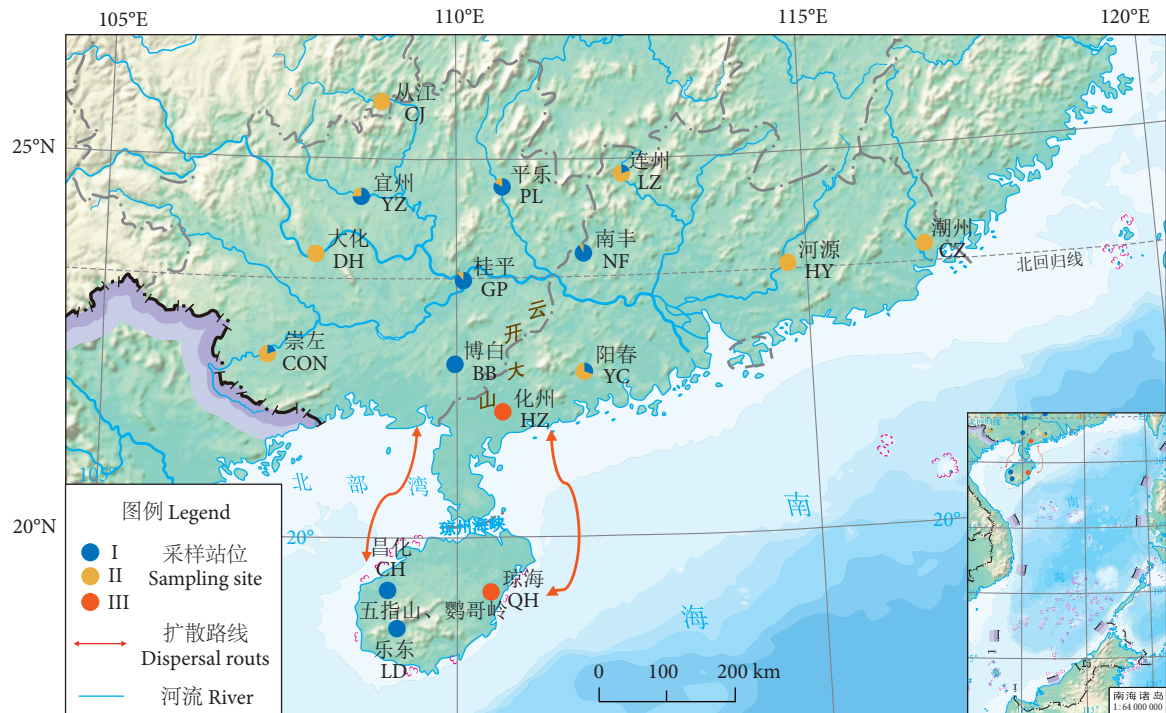 105°E
110°E
115°E
120°E
25°N
20°N
从江
CJ
宜州
YZ
平乐
PL
连州
LZ
大化
DH
南丰
NF
潮州
CZ
河源
HY
北回归线
桂平
GP
云
开
大
山
崇左
CON
博白
BB
阳春
YC
化州
HZ
105°
北部湾
南
海
20°
20°
琼州海峡
昌化
CH
琼海
QH
五指山、鹦哥岭
乐东
LD
图例 Legend
I
II
III
采样站位
Sampling site
扩散路线
Dispersal routs
河流 River
0 100 200 km
南
海
南海诸岛
1:64 000 000